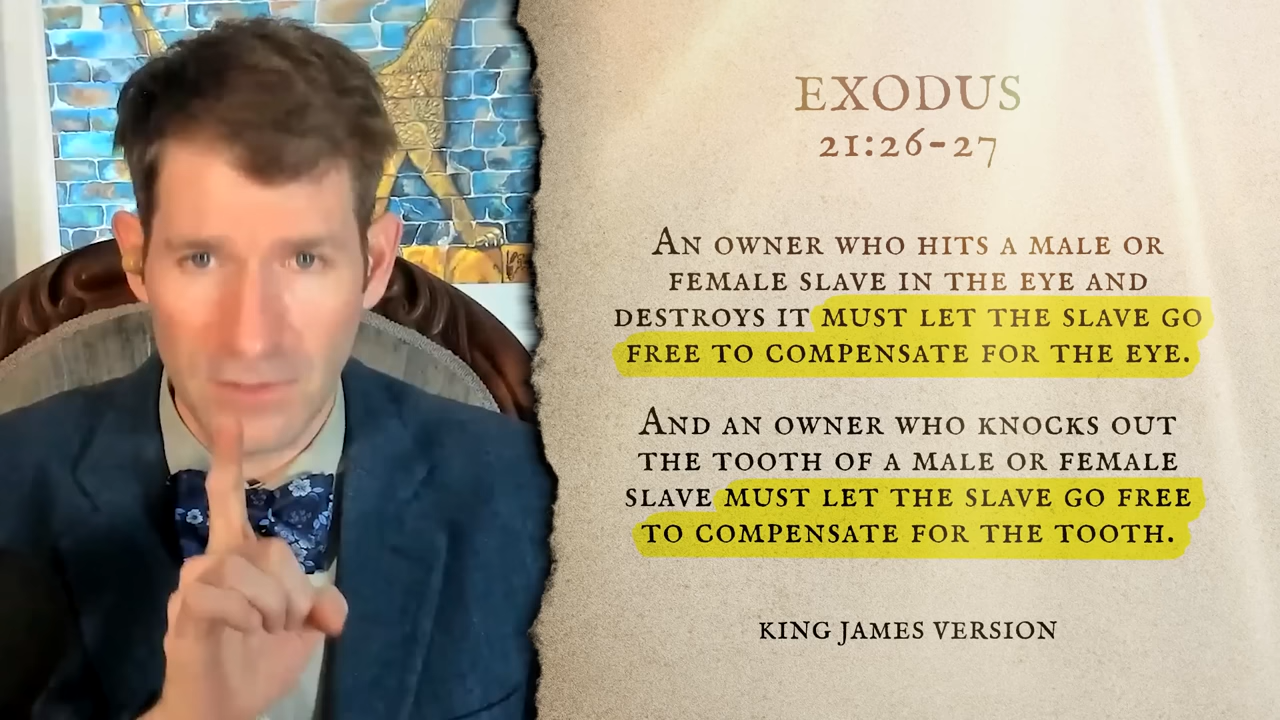 EXODUS
21:26-27
AN OWNER WHO HITS A MALE OR
FEMALE SLAVE IN THE EYE AND
DESTROYS IT MUST LET THE SLAVE GO
FREE TO COMPENSATE FOR THE EYE.
AND AN OWNER WHO KNOCKS OUT
THE TOOTH OF A MALE OR FEMALE
SLAVE MUST LET THE SLAVE GO FREE
TO COMPENSATE FOR THE TOOTH.
KING JAMES VERSION